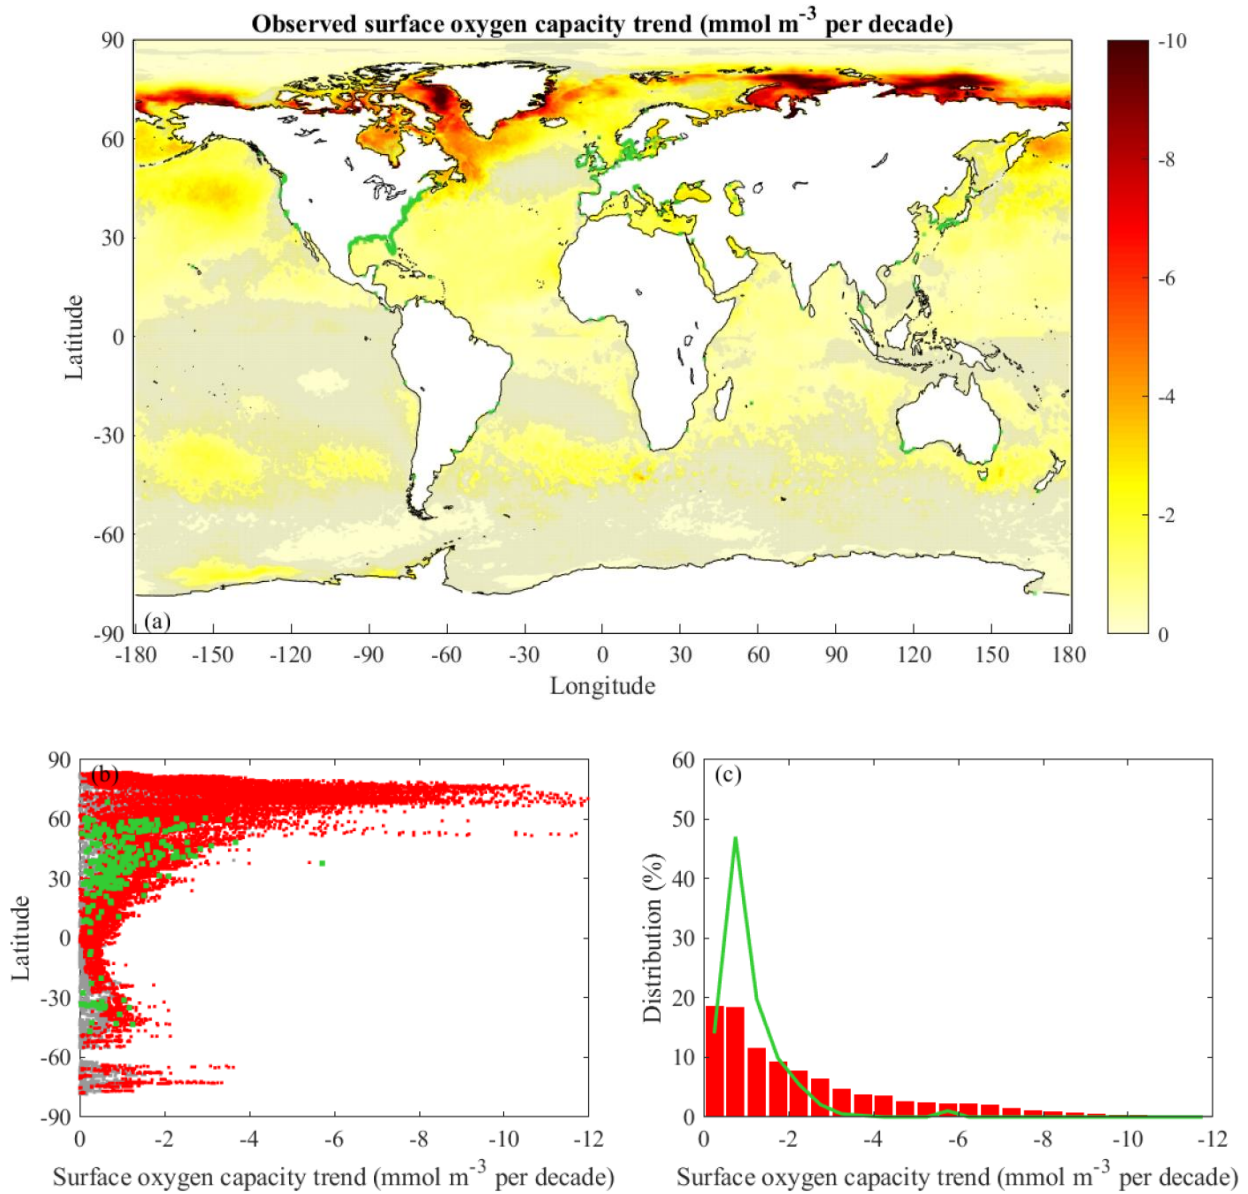 Observed surface oxygen capacity trend (mmol m⁻³ per decade)
90
60
30
0
-30
-60
-90
Latitude
(a)
-180 -150 -120 -90 -60 -30 0 30 60 90 120 150 180
Longitude
-10
-8
-6
-4
-2
0
90
60
30
0
-30
-60
-90
Latitude
(b)
0 -2 -4 -6 -8 -10 -12
Surface oxygen capacity trend (mmol m⁻³ per decade)
60
50
40
30
20
10
0
Distribution (%)
(c)
0 -2 -4 -6 -8 -10 -12
Surface oxygen capacity trend (mmol m⁻³ per decade)